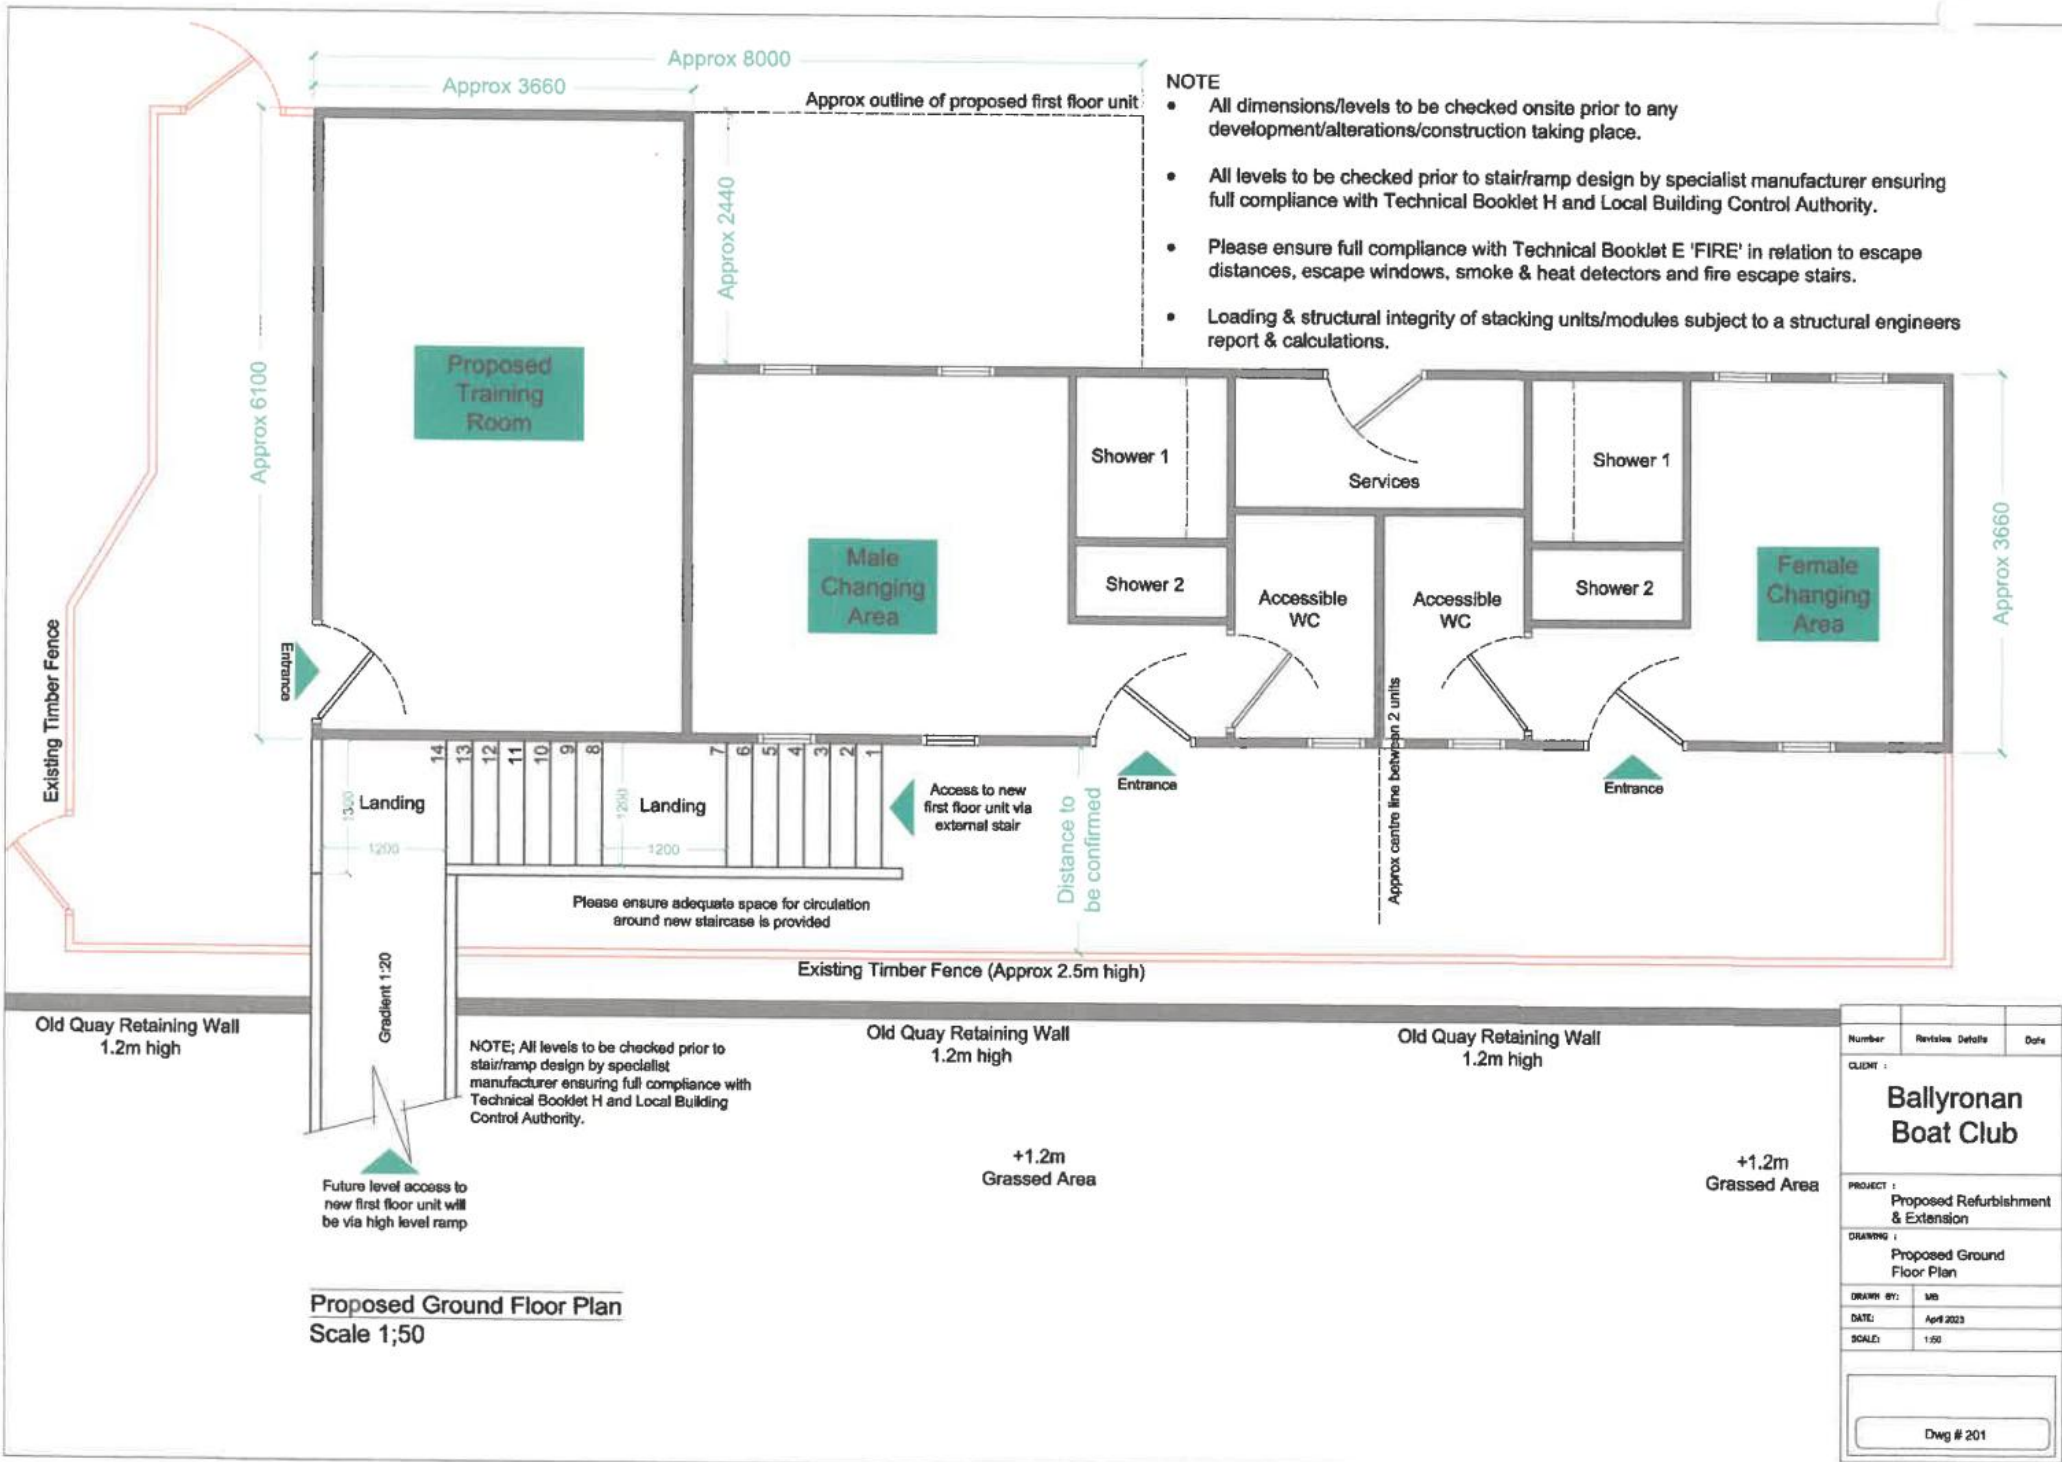 Approx 8000
Approx 3660
Approx outline of proposed first floor unit
Approx 2440
Approx 6100
NOTE
• All dimensions/levels to be checked onsite prior to any
development/alterations/construction taking place.
• All levels to be checked prior to stair/ramp design by specialist manufacturer ensuring
full compliance with Technical Booklet H and Local Building Control Authority.
• Please ensure full compliance with Technical Booklet E 'FIRE' in relation to escape
distances, escape windows, smoke & heat detectors and fire escape stairs.
• Loading & structural integrity of stacking units/modules subject to a structural engineers
report & calculations.
Proposed
Training
Room
Male
Changing
Area
Shower 1
Shower 2
Services
Accessible
WC
Accessible
WC
Shower 1
Shower 2
Female
Changing
Area
Approx 3660
Existing Timber Fence
Entrance
14
13
12
11
10
9
8
7
6
5
4
3
2
1
1300
Landing
1200
1200
Landing
1200
Access to new
first floor unit via
external stair
Distance to
be confirmed
Entrance
Approx centre line between 2 units
Entrance
Please ensure adequate space for circulation
around new staircase is provided
Existing Timber Fence (Approx 2.5m high)
Gradient 1:20
Old Quay Retaining Wall
1.2m high
Old Quay Retaining Wall
1.2m high
Old Quay Retaining Wall
1.2m high
NOTE; All levels to be checked prior to
stair/ramp design by specialist
manufacturer ensuring full compliance with
Technical Booklet H and Local Building
Control Authority.
+1.2m
Grassed Area
+1.2m
Grassed Area
Future level access to
new first floor unit will
be via high level ramp
Proposed Ground Floor Plan
Scale 1;50
Number Revision Details Date
CLIENT :
Ballyronan
Boat Club
PROJECT :
Proposed Refurbishment
& Extension
DRAWING :
Proposed Ground
Floor Plan
DRAWN BY: MB
DATE: April 2023
SCALE: 1:50
Dwg # 201